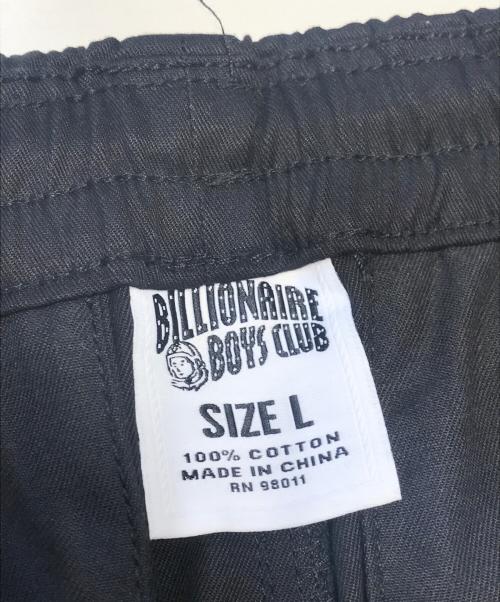 BILLIONAIRE
BOYS CLUB
SIZE L
100% COTTON
MADE IN CHINA
RN 98011